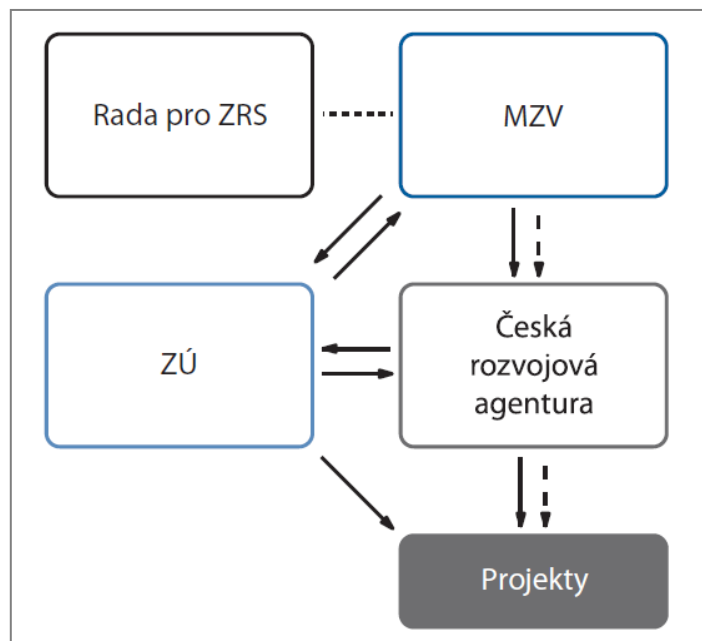 Rada pro ZRS
MZV
ZÚ
Česká
rozvojová
agentura
Projekty